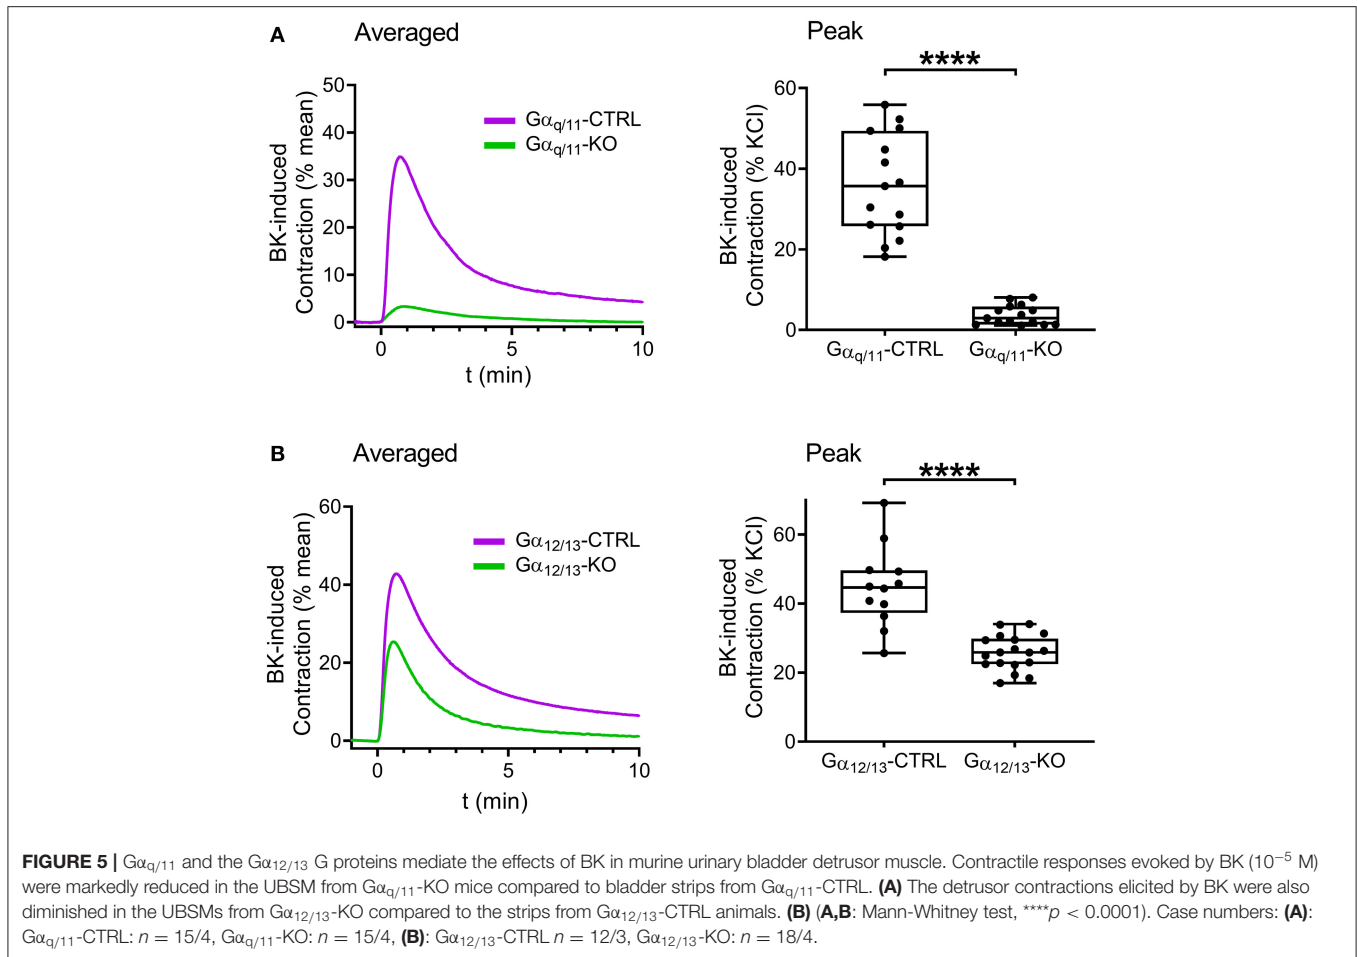 A Averaged
BK-induced
Contraction (% mean)
50
40
30
20
10
0
Gαq/11-CTRL
Gαq/11-KO
0 5 10
t (min)
Peak
****
BK-induced
Contraction (% KCl)
60
40
20
0
Gαq/11-CTRL Gαq/11-KO
B Averaged
BK-induced
Contraction (% mean)
60
40
20
0
Gα12/13-CTRL
Gα12/13-KO
0 5 10
t (min)
Peak
****
BK-induced
Contraction (% KCl)
60
40
20
0
Gα12/13-CTRL Gα12/13-KO
FIGURE 5 | Gαq/11 and the Gα12/13 G proteins mediate the effects of BK in murine urinary bladder detrusor muscle. Contractile responses evoked by BK (10⁻⁵ M)
were markedly reduced in the UBSM from Gαq/11-KO mice compared to bladder strips from Gαq/11-CTRL. (A) The detrusor contractions elicited by BK were also
diminished in the UBSMs from Gα12/13-KO compared to the strips from Gα12/13-CTRL animals. (B) (A,B: Mann-Whitney test, ****p < 0.0001). Case numbers: (A):
Gαq/11-CTRL: n = 15/4, Gαq/11-KO: n = 15/4, (B): Gα12/13-CTRL n = 12/3, Gα12/13-KO: n = 18/4.